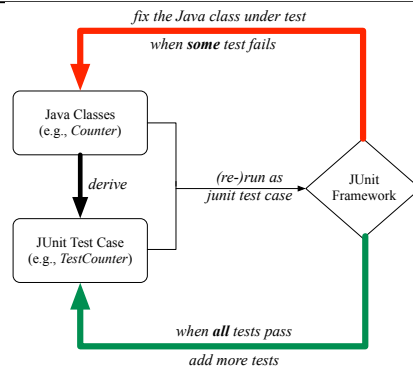 fix the Java class under test
when some test fails
Java Classes
(e.g., Counter)
derive
(re-)run as
junit test case
JUnit
Framework
JUnit Test Case
(e.g., TestCounter)
when all tests pass
add more tests